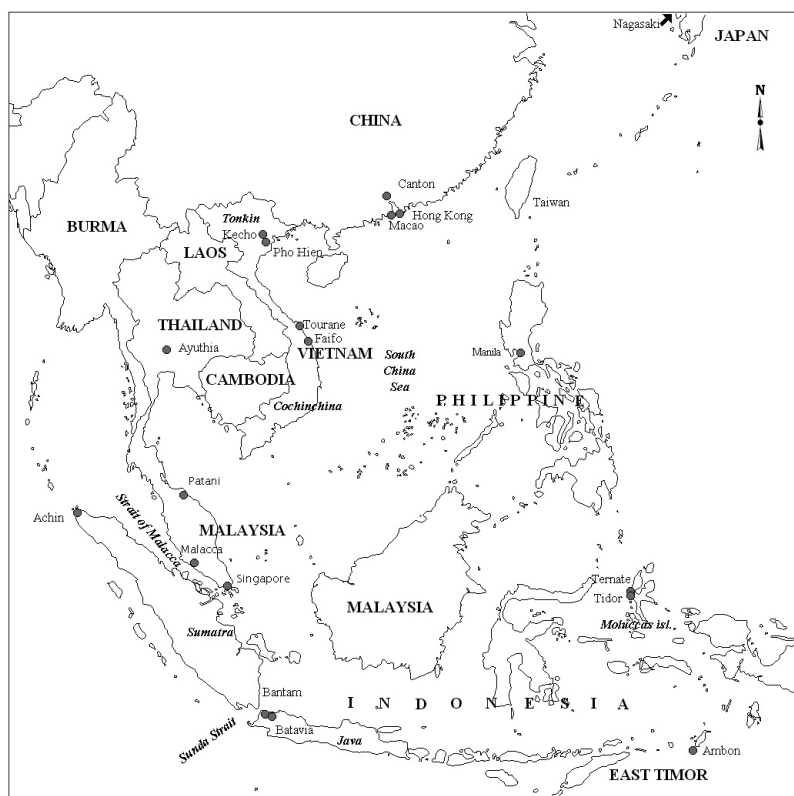 Nagasaki
JAPAN
N
CHINA
Canton
Hong Kong
Macao
Taiwan
BURMA
Tonkin
Kecho
LAOS
Pho Hien
THAILAND
Tourane
Faifo
VIETNAM
Ayuthia
South
China
Sea
Manila
CAMBODIA
PHILIPPINE
Cochinchina
Patani
Achin
Strait of Malacca
MALAYSIA
Malacca
Singapore
Ternate
Tidor
MALAYSIA
Moluccas isl.
Sumatra
Bantam
INDONESIA
Sunda Strait
Batavia
Java
Ambon
EAST TIMOR